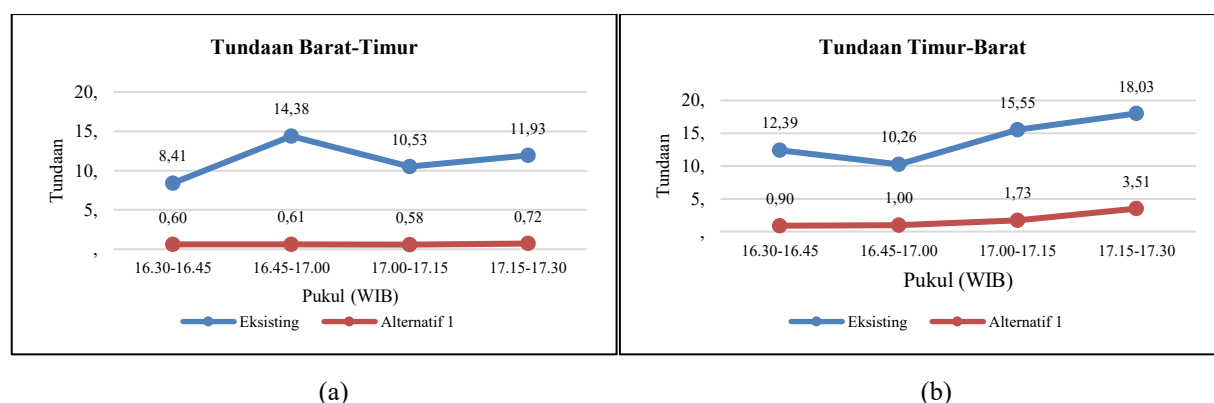 Tundaan Barat-Timur
Tundaan
20,
15,
10,
5,
,
8,41
14,38
10,53
11,93
0,60
0,61
0,58
0,72
16.30-16.45
16.45-17.00
17.00-17.15
17.15-17.30
Pukul (WIB)
Eksisting
Alternatif 1
(a)
Tundaan Timur-Barat
Tundaan
20,
15,
10,
5,
,
12,39
10,26
15,55
18,03
0,90
1,00
1,73
3,51
16.30-16.45
16.45-17.00
17.00-17.15
17.15-17.30
Pukul (WIB)
Eksisting
Alternatif 1
(b)